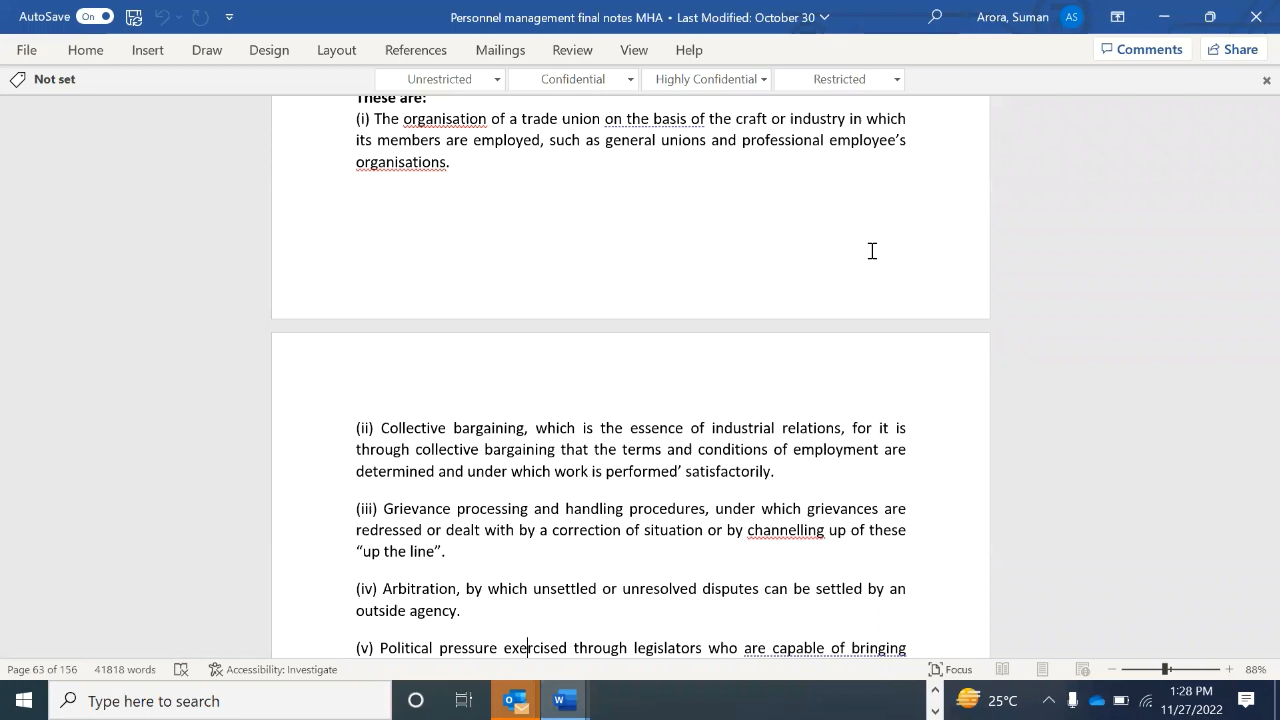 AutoSave On Personnel management final notes MHA • Last Modified: October 30 Arora, Suman AS
File Home Insert Draw Design Layout References Mailings Review View Help Comments Share
Not set Unrestricted Confidential Highly Confidential Restricted
These are:
(i) The organisation of a trade union on the basis of the craft or industry in which
its members are employed, such as general unions and professional employee’s
organisations.
(ii) Collective bargaining, which is the essence of industrial relations, for it is
through collective bargaining that the terms and conditions of employment are
determined and under which work is performed’ satisfactorily.
(iii) Grievance processing and handling procedures, under which grievances are
redressed or dealt with by a correction of situation or by channelling up of these
“up the line”.
(iv) Arbitration, by which unsettled or unresolved disputes can be settled by an
outside agency.
(v) Political pressure exercised through legislators who are capable of bringing
Page 63 of 156 41818 words Accessibility: Investigate Focus 88%
Type here to search 25°C 1:28 PM
11/27/2022